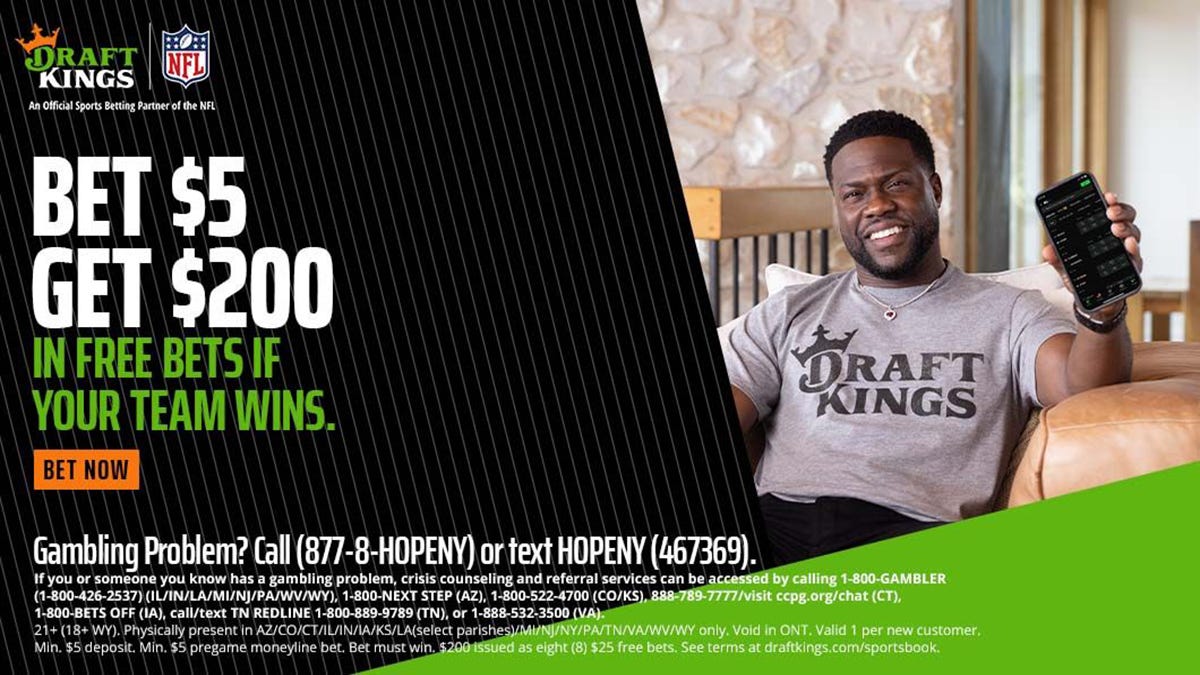 DRAFT
KINGS
NFL
An Official Sports Betting Partner of the NFL
BET $5
GET $200
IN FREE BETS IF
YOUR TEAM WINS.
BET NOW
DRAFT
KINGS
Gambling Problem? Call (877-8-HOPENY) or text HOPENY (467369).
If you or someone you know has a gambling problem, crisis counseling and referral services can be accessed by calling 1-800-GAMBLER
(1-800-426-2537) (IL/IN/LA/MI/NJ/PA/WV/WY), 1-800-NEXT STEP (AZ), 1-800-522-4700 (CO/KS), 888-789-7777/visit ccpg.org/chat (CT),
1-800-BETS OFF (IA), call/text TN REDLINE 1-800-889-9789 (TN), or 1-888-532-3500 (VA).
21+ (18+ WY). Physically present in AZ/CO/CT/IL/IN/IA/KS/LA(select parishes)/MI/NJ/NY/PA/TN/VA/WV/WY only. Void in ONT. Valid 1 per new customer.
Min. $5 deposit. Min. $5 pregame moneyline bet. Bet must win. $200 issued as eight (8) $25 free bets. See terms at draftkings.com/sportsbook.